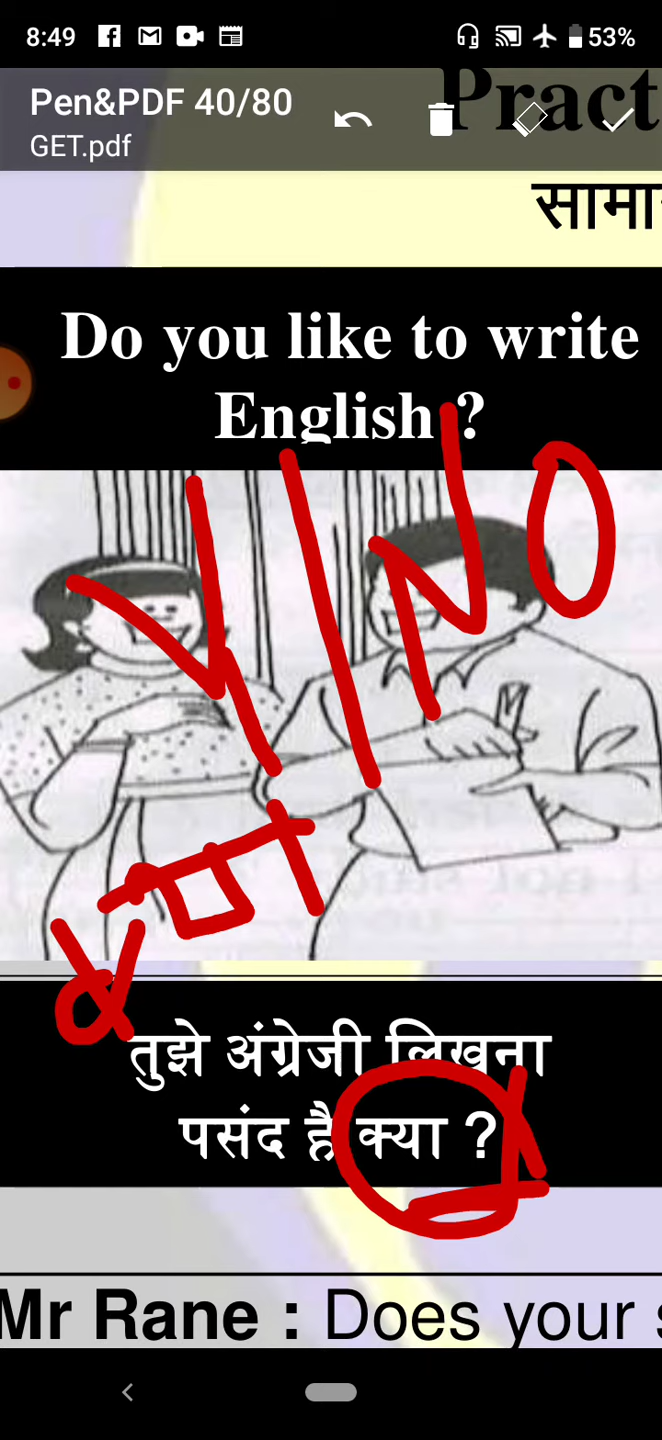 8:49 53%
Pen&PDF 40/80
GET.pdf
Pract
सामा
Do you like to write
English ?
Y/NO
तुझे अंग्रेजी लिखना
पसंद है क्या ?
Mr Rane : Does your s